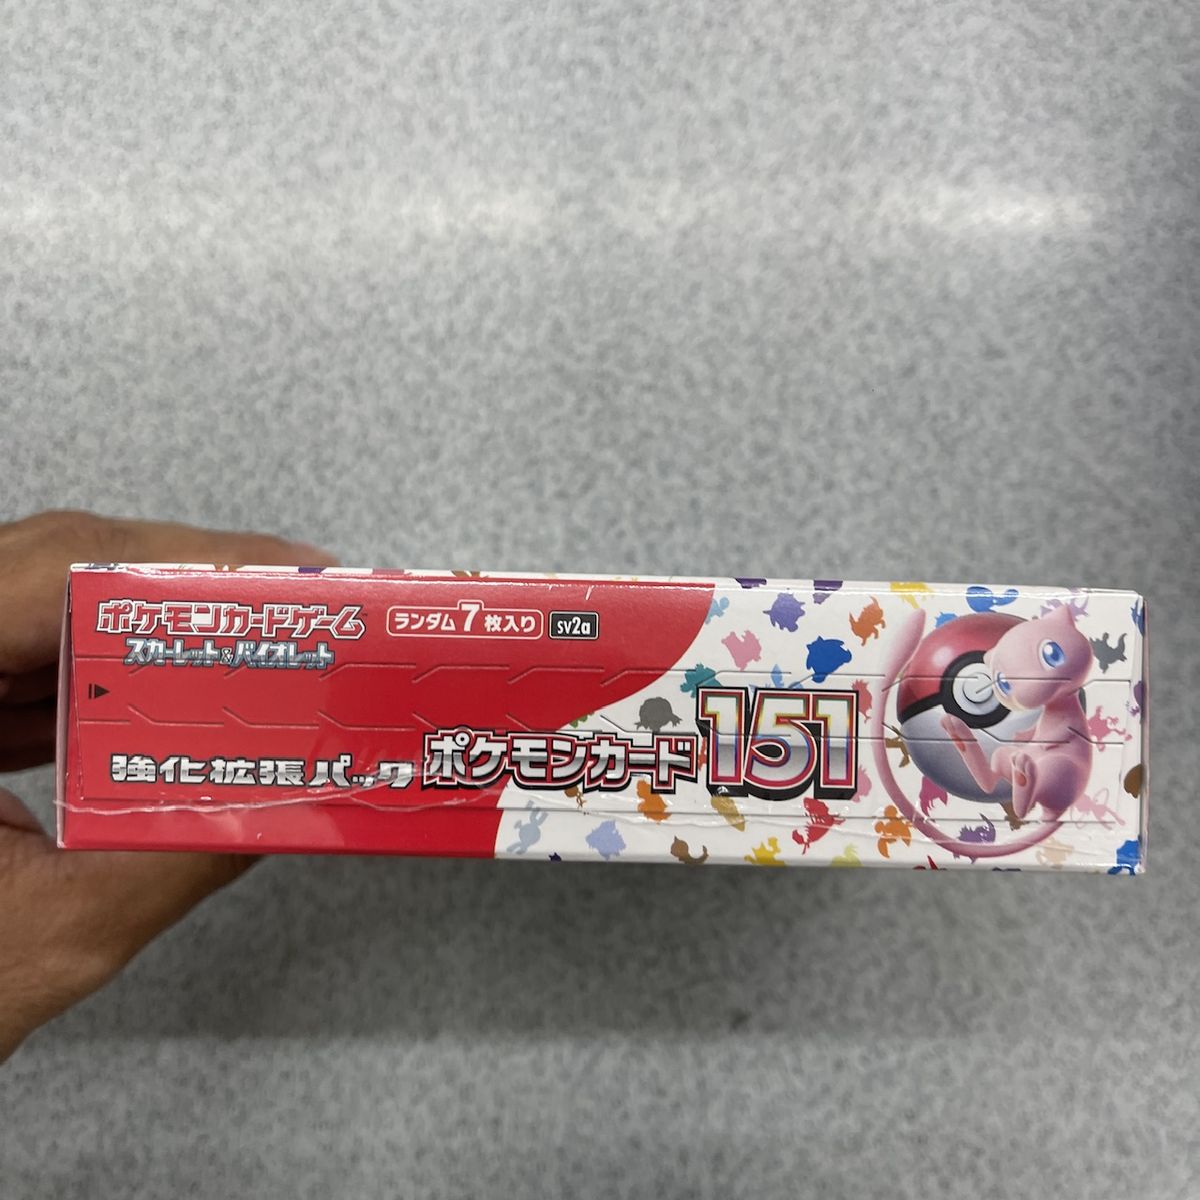 ポケモンカードゲーム
スカーレット&バイオレット
ランダム7枚入り
sv2a
強化拡張パック
ポケモンカード151